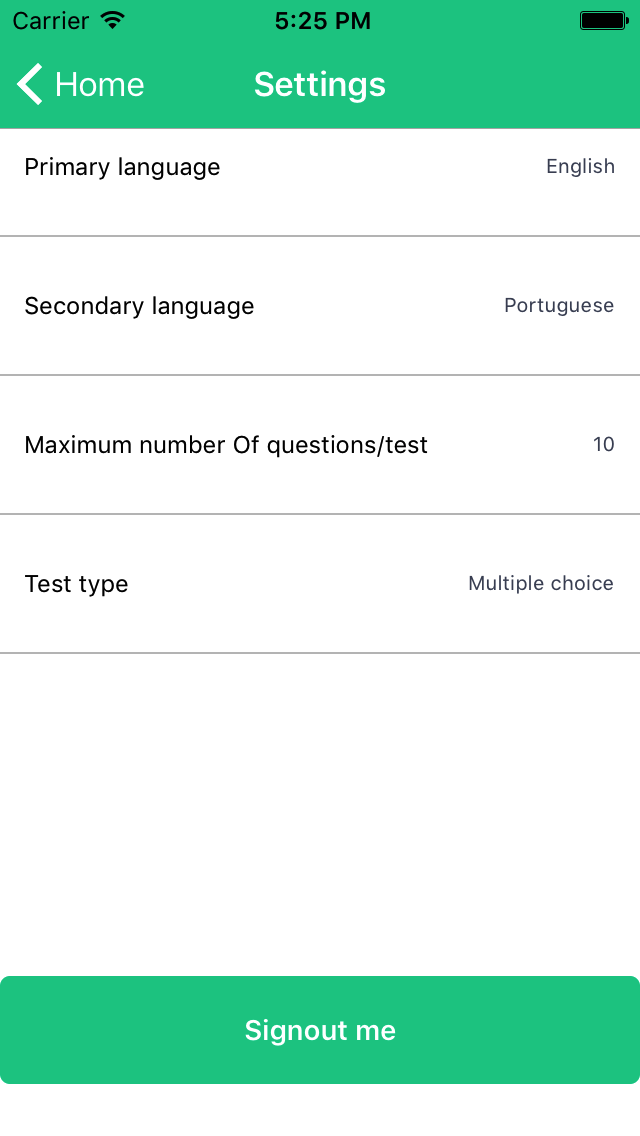 Carrier 5:25 PM
Home Settings
Primary language English
Secondary language Portuguese
Maximum number Of questions/test 10
Test type Multiple choice
Signout me